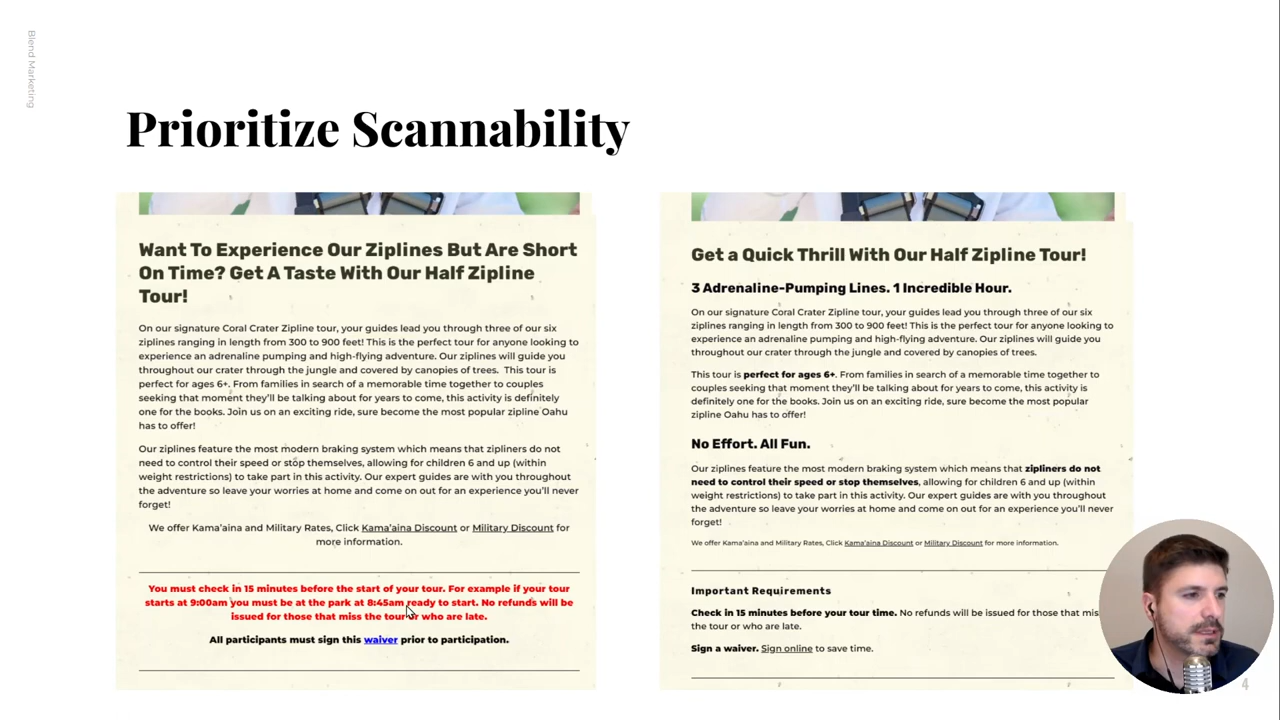 Blend Marketing
Prioritize Scannability
Want To Experience Our Ziplines But Are Short
On Time? Get A Taste With Our Half Zipline
Tour!
On our signature Coral Crater Zipline tour, your guides lead you through three of our six
ziplines ranging in length from 300 to 900 feet! This is the perfect tour for anyone looking to
experience an adrenaline pumping and high-flying adventure. Our ziplines will guide you
throughout our crater through the jungle and covered by canopies of trees.  This tour is
perfect for ages 6+. From families in search of a memorable time together to couples
seeking that moment they'll be talking about for years to come, this activity is definitely
one for the books. Join us on an exciting ride, sure become the most popular zipline Oahu
has to offer!
Our ziplines feature the most modern braking system which means that zipliners do not
need to control their speed or stop themselves, allowing for children 6 and up (within
weight restrictions) to take part in this activity. Our expert guides are with you throughout
the adventure so leave your worries at home and come on out for an experience you'll never
forget!
We offer Kama'aina and Military Rates, Click Kama'aina Discount or Military Discount for
more information.
You must check in 15 minutes before the start of your tour. For example if your tour
starts at 9:00am you must be at the park at 8:45am ready to start. No refunds will be
issued for those that miss the tour or who are late.
All participants must sign this waiver prior to participation.
Get a Quick Thrill With Our Half Zipline Tour!
3 Adrenaline-Pumping Lines. 1 Incredible Hour.
On our signature Coral Crater Zipline tour, your guides lead you through three of our six
ziplines ranging in length from 300 to 900 feet! This is the perfect tour for anyone looking to
experience an adrenaline pumping and high-flying adventure. Our ziplines will guide you
throughout our crater through the jungle and covered by canopies of trees.
This tour is perfect for ages 6+. From families in search of a memorable time together to
couples seeking that moment they'll be talking about for years to come, this activity is
definitely one for the books. Join us on an exciting ride, sure become the most popular
zipline Oahu has to offer!
No Effort. All Fun.
Our ziplines feature the most modern braking system which means that zipliners do not
need to control their speed or stop themselves, allowing for children 6 and up (within
weight restrictions) to take part in this activity. Our expert guides are with you throughout
the adventure so leave your worries at home and come on out for an experience you'll never
forget!
We offer Kama'aina and Military Rates, Click Kama'aina Discount or Military Discount for more information.
Important Requirements
Check in 15 minutes before your tour time. No refunds will be issued for those that mis
the tour or who are late.
Sign a waiver. Sign online to save time.
4